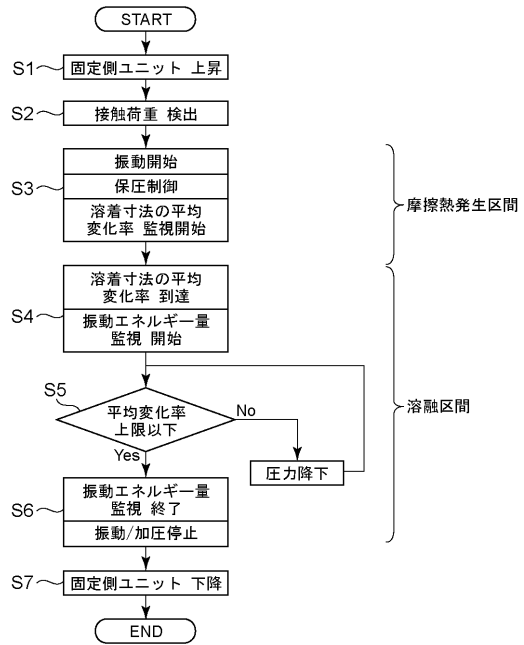 START
S1
固定側ユニット 上昇
S2
接触荷重 検出
S3
振動開始
保圧制御
溶着寸法の平均
変化率 監視開始
摩擦熱発生区間
S4
溶着寸法の平均
変化率 到達
振動エネルギー量
監視 開始
S5
平均変化率
上限以下
No
Yes
圧力降下
溶融区間
S6
振動エネルギー量
監視 終了
振動/加圧停止
S7
固定側ユニット 下降
END